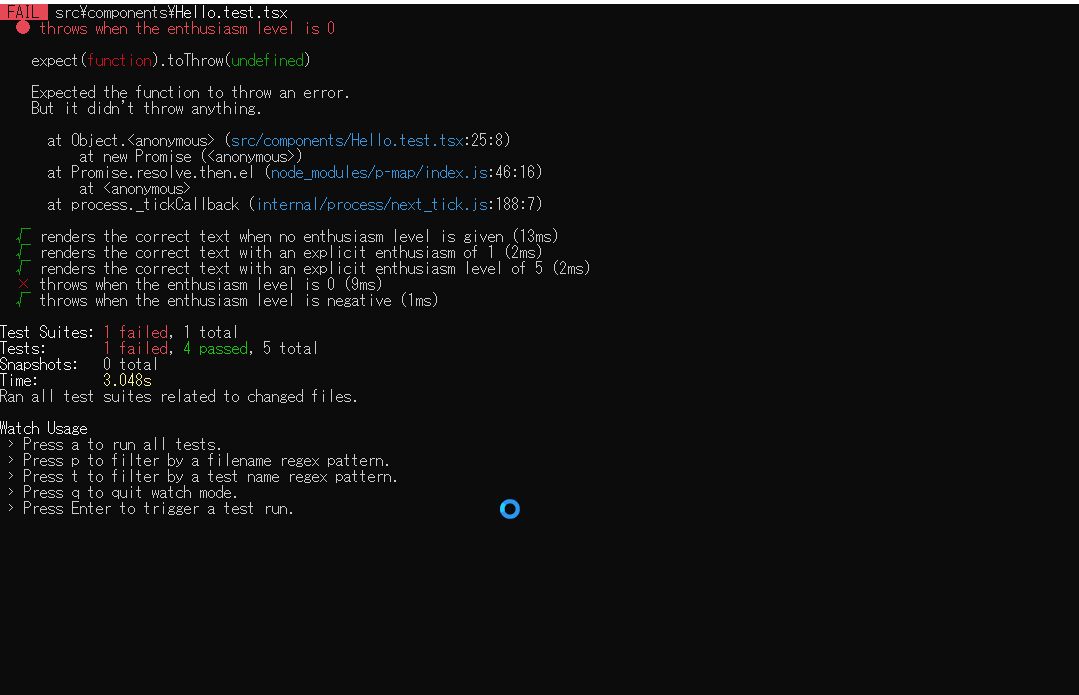 FAIL src¥components¥Hello.test.tsx
● throws when the enthusiasm level is 0
expect(function).toThrow(undefined)
Expected the function to throw an error.
But it didn't throw anything.
at Object.<anonymous> (src/components/Hello.test.tsx:25:8)
at new Promise (<anonymous>)
at Promise.resolve.then.el (node_modules/p-map/index.js:46:16)
at <anonymous>
at process._tickCallback (internal/process/next_tick.js:188:7)
√ renders the correct text when no enthusiasm level is given (13ms)
√ renders the correct text with an explicit enthusiasm of 1 (2ms)
√ renders the correct text with an explicit enthusiasm level of 5 (2ms)
× throws when the enthusiasm level is 0 (9ms)
√ throws when the enthusiasm level is negative (1ms)
Test Suites: 1 failed, 1 total
Tests: 1 failed, 4 passed, 5 total
Snapshots: 0 total
Time: 3.048s
Ran all test suites related to changed files.
Watch Usage
› Press a to run all tests.
› Press p to filter by a filename regex pattern.
› Press t to filter by a test name regex pattern.
› Press q to quit watch mode.
› Press Enter to trigger a test run.